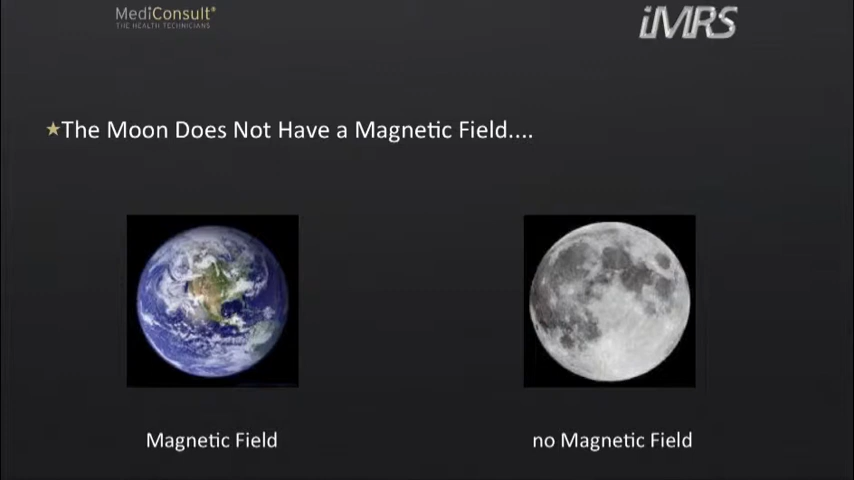 MediConsult®
THE HEALTH TECHNICIANS
iMRS
The Moon Does Not Have a Magnetic Field....
Magnetic Field
no Magnetic Field